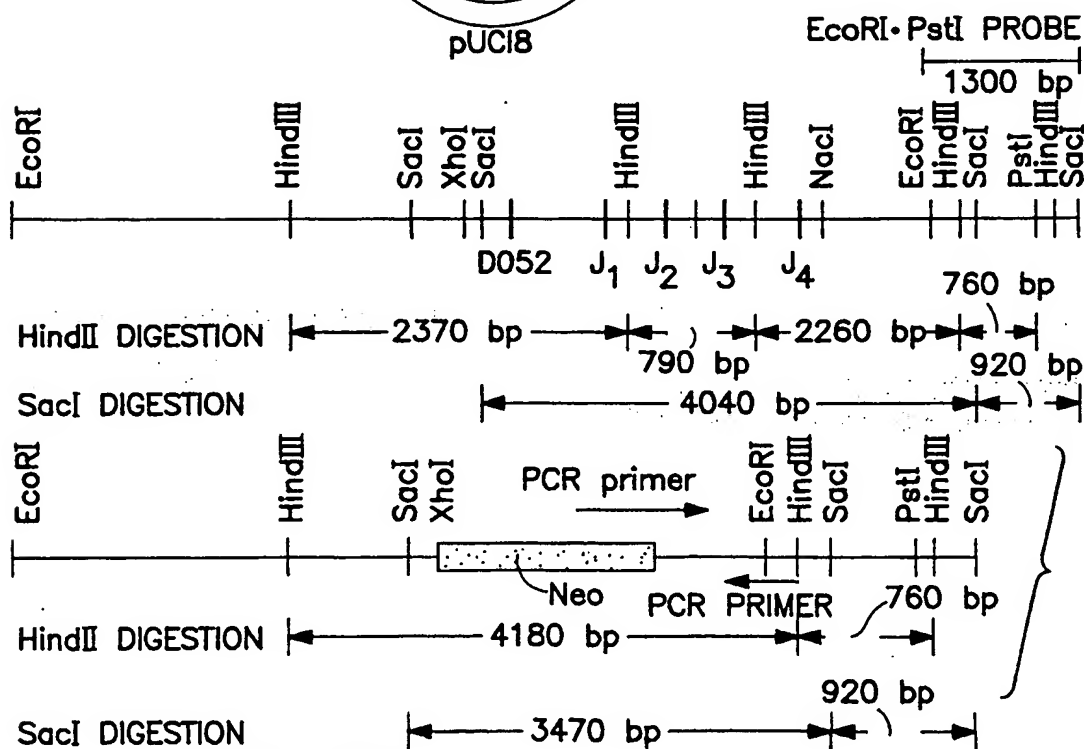 pUC18
EcoRI·PstI PROBE
1300 bp
EcoRI HindIII SacI XhoI SacI HindIII HindIII NacI EcoRI HindIII SacI PstI HindIII SacI
D052 J1 J2 J3 J4
760 bp
HindII DIGESTION 2370 bp 790 bp 2260 bp
920 bp
SacI DIGESTION 4040 bp
EcoRI HindIII SacI XhoI PCR primer EcoRI HindIII SacI PstI HindIII SacI
Neo PCR PRIMER 760 bp
HindII DIGESTION 4180 bp
920 bp
SacI DIGESTION 3470 bp